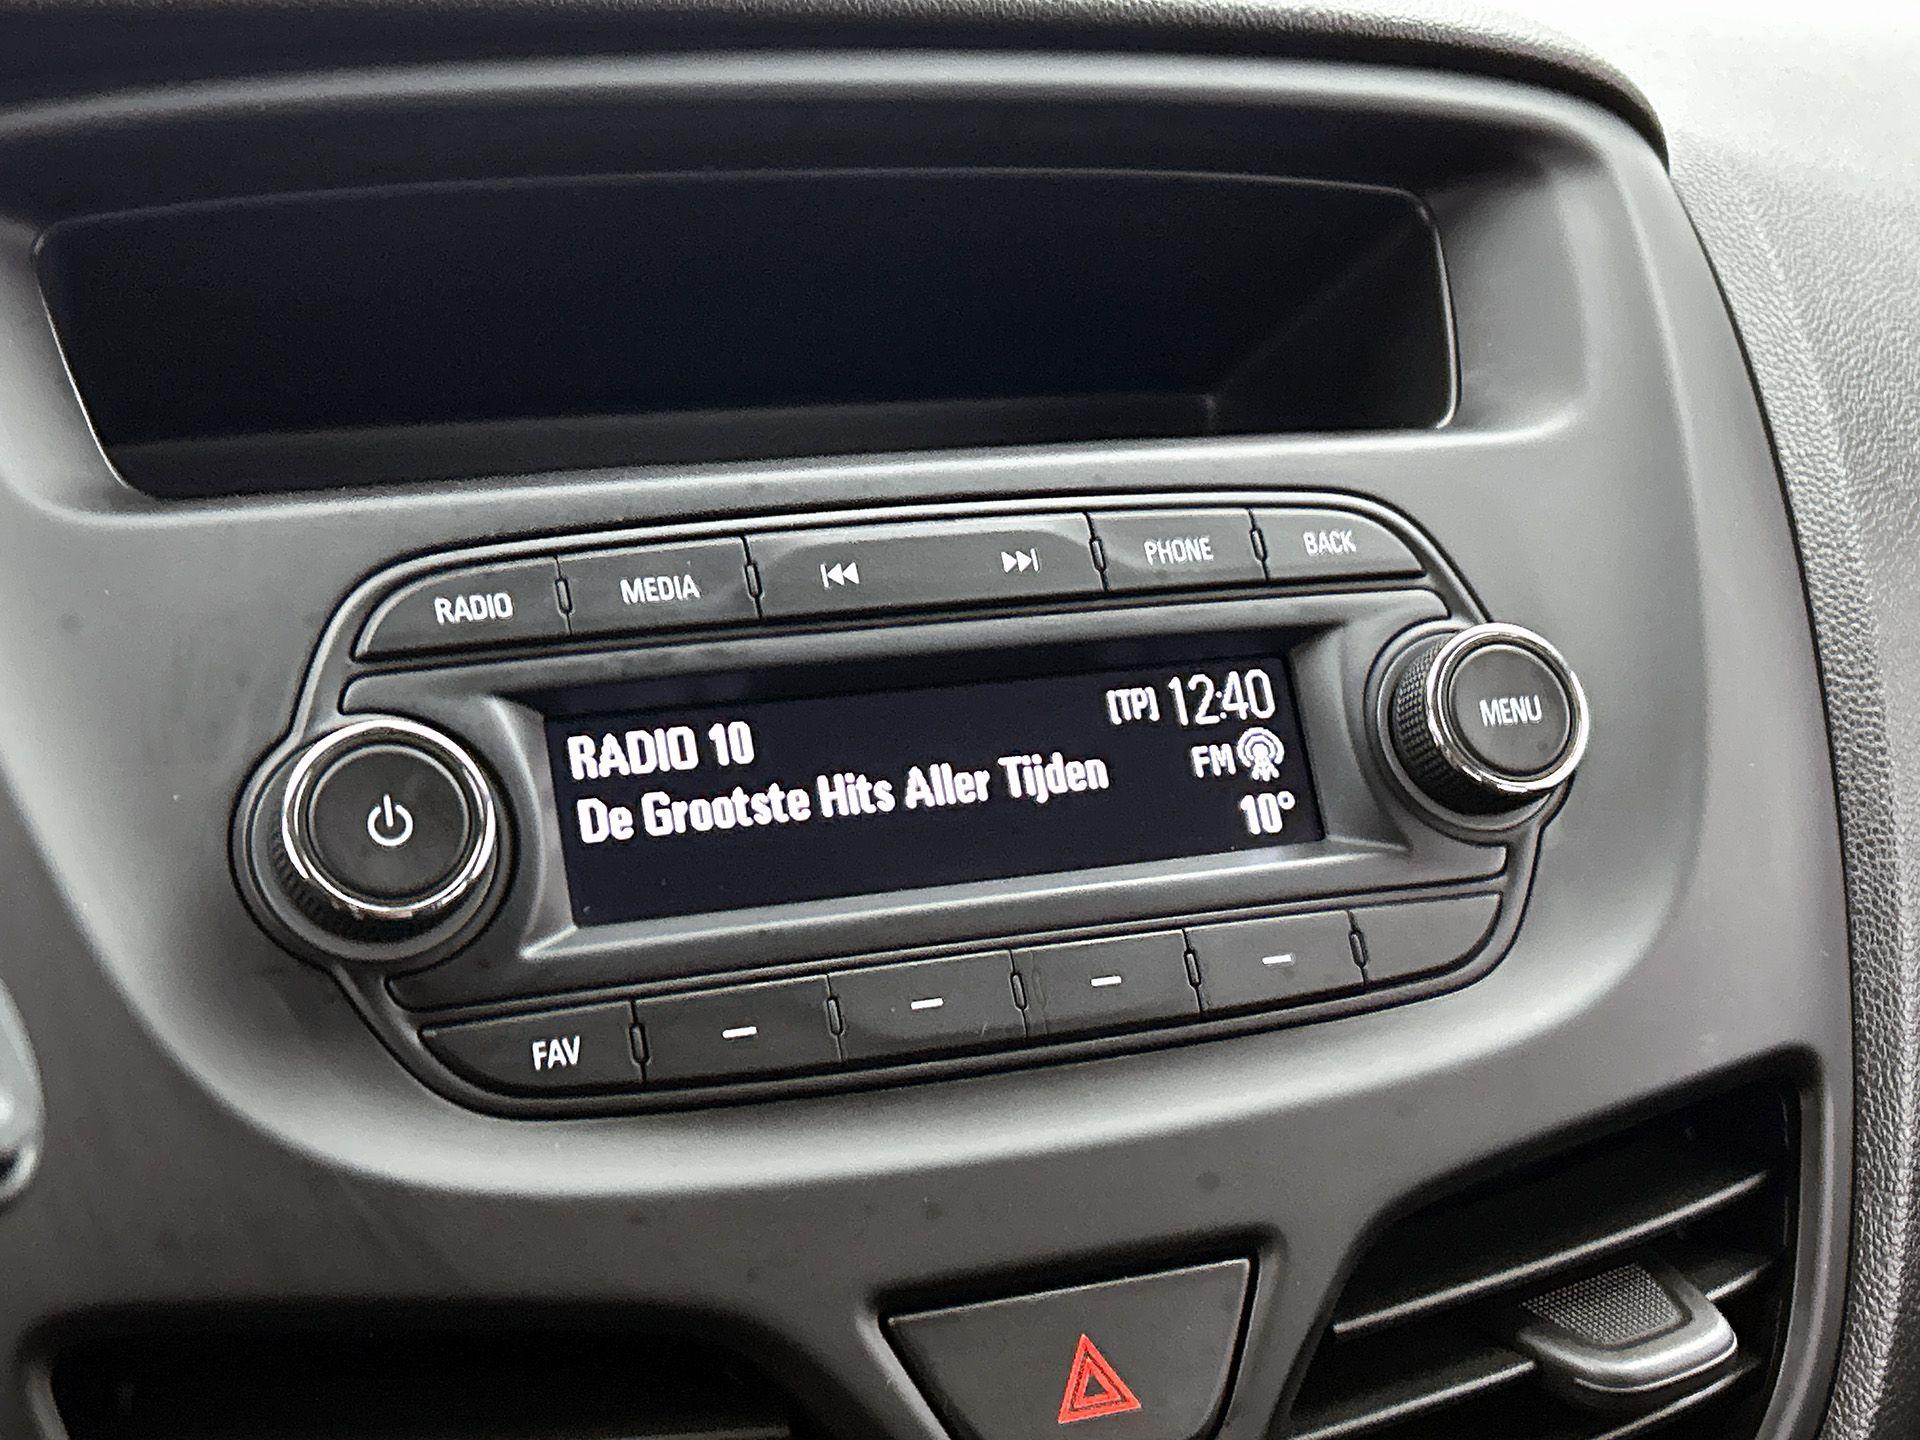 RADIO
MEDIA
PHONE
BACK
[TP] 12:40
RADIO 10
FM
De Grootste Hits Aller Tijden
10°
MENU
FAV